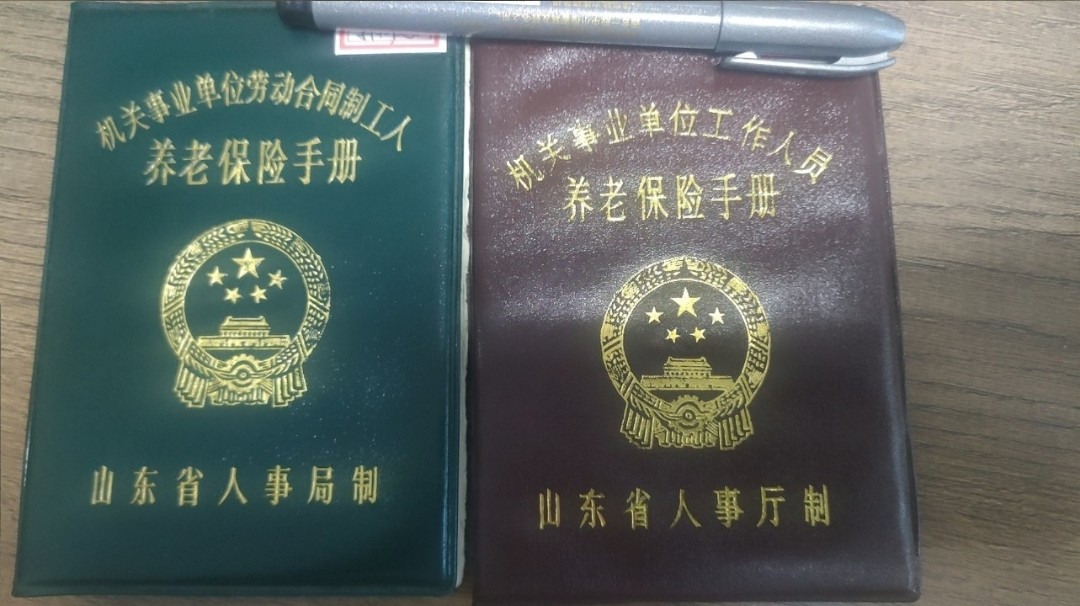 机关事业单位劳动合同制工人
养老保险手册
山东省人事局制
机关事业单位工作人员
养老保险手册
山东省人事厅制